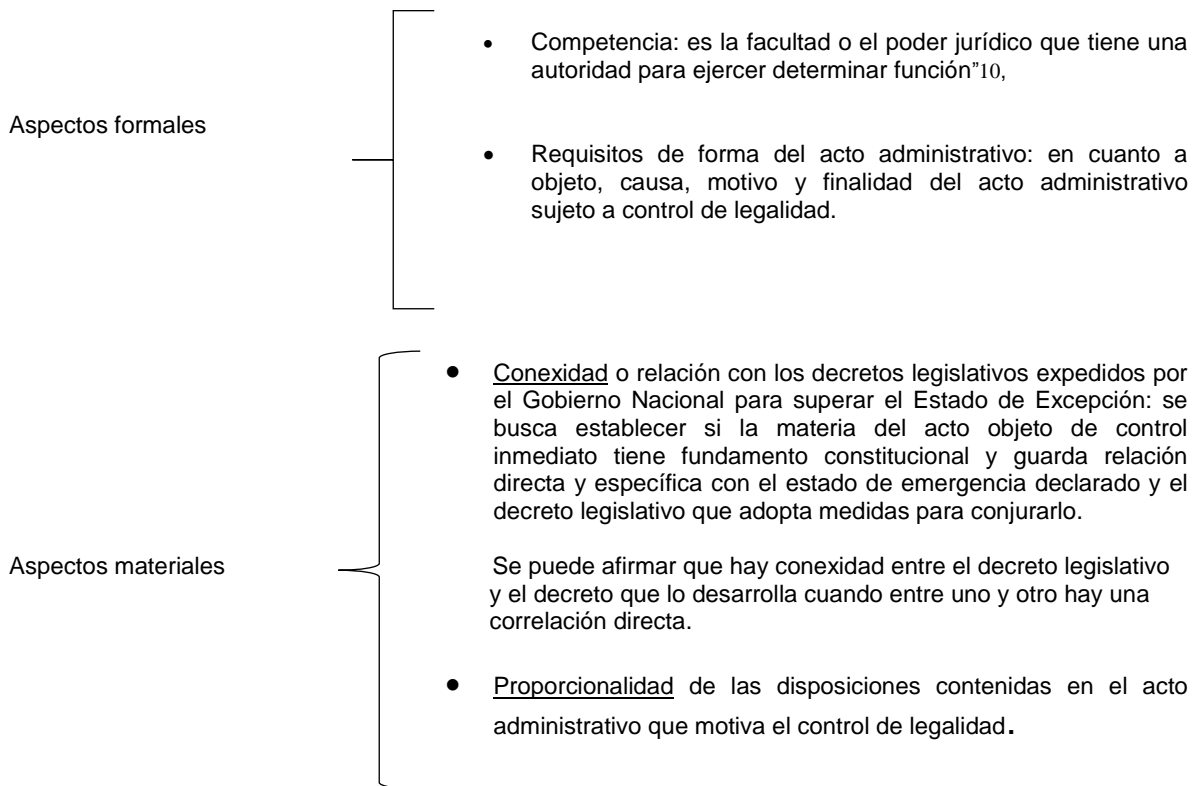 Aspectos formales
• Competencia: es la facultad o el poder jurídico que tiene una
autoridad para ejercer determinar función”10,
• Requisitos de forma del acto administrativo: en cuanto a
objeto, causa, motivo y finalidad del acto administrativo
sujeto a control de legalidad.
Aspectos materiales
• Conexidad o relación con los decretos legislativos expedidos por
el Gobierno Nacional para superar el Estado de Excepción: se
busca establecer si la materia del acto objeto de control
inmediato tiene fundamento constitucional y guarda relación
directa y específica con el estado de emergencia declarado y el
decreto legislativo que adopta medidas para conjurarlo.
Se puede afirmar que hay conexidad entre el decreto legislativo
y el decreto que lo desarrolla cuando entre uno y otro hay una
correlación directa.
• Proporcionalidad de las disposiciones contenidas en el acto
administrativo que motiva el control de legalidad.